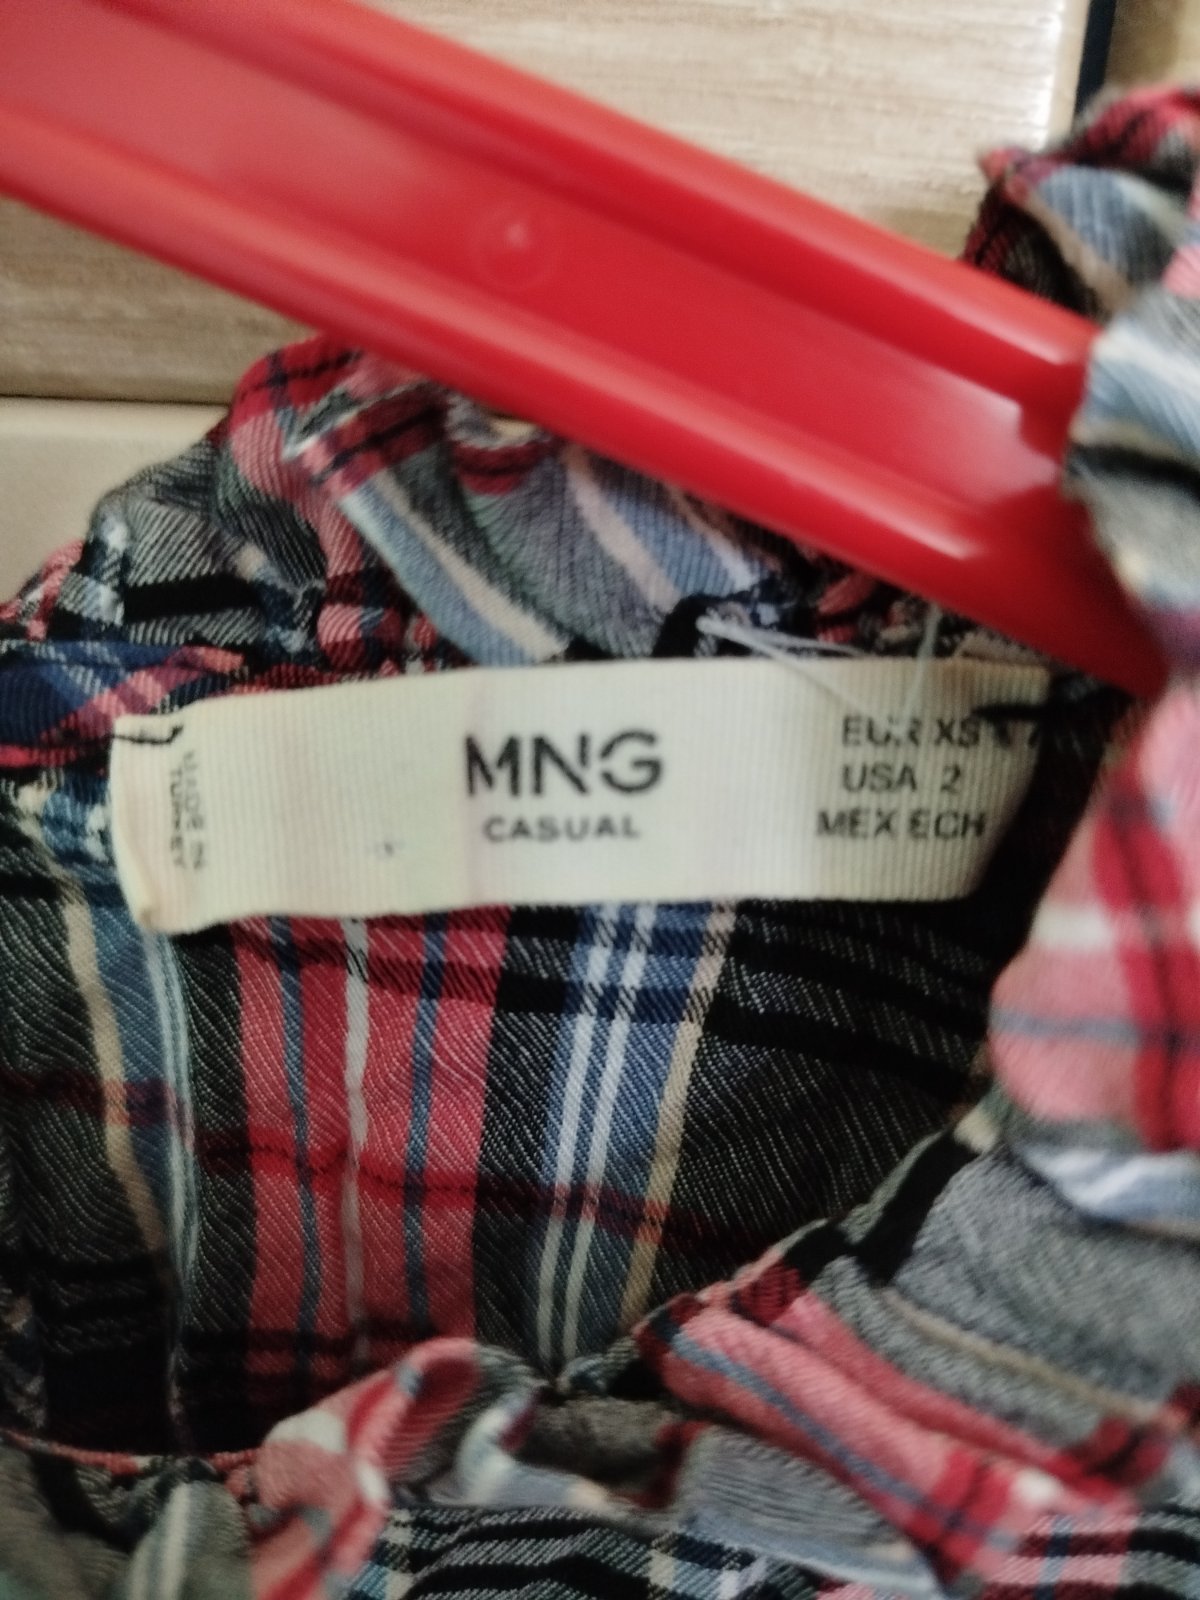 MADE IN
TURKEY
MNG
CASUAL
EUR XS
USA 2
MEX ECH